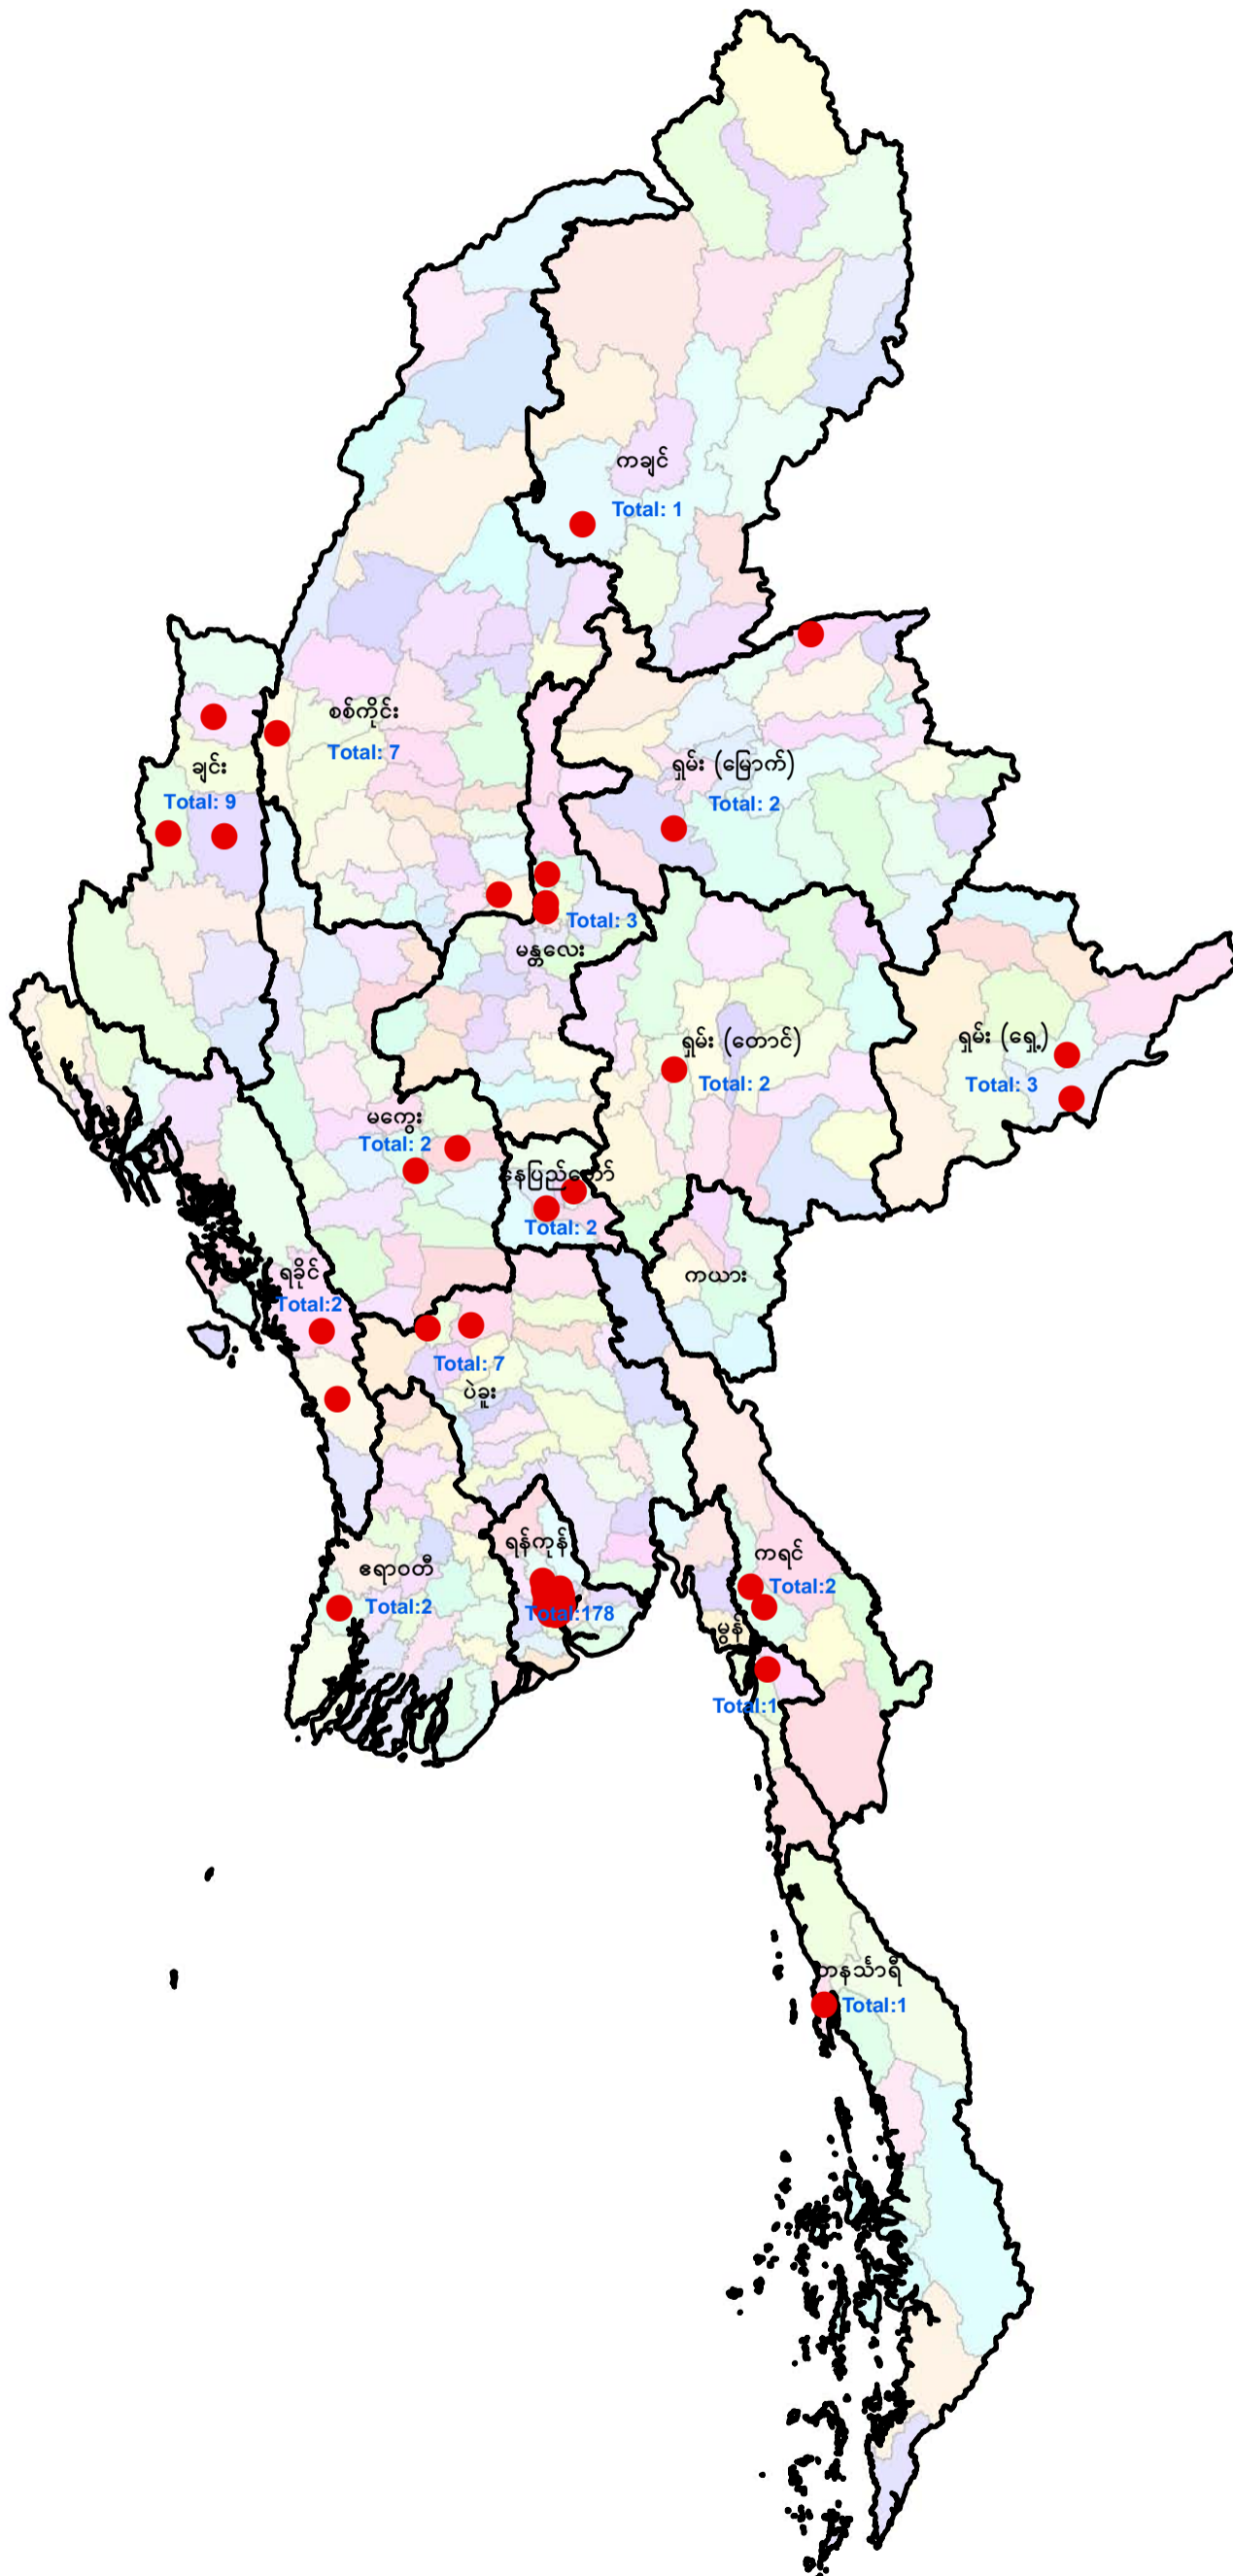 ကချင်
Total: 1
စစ်ကိုင်း
Total: 7
ချင်း
Total: 9
ရှမ်း (မြောက်)
Total: 2
Total: 3
မန္တလေး
ရှမ်း (တောင်)
Total: 2
ရှမ်း (ရှေ့)
Total: 3
မကွေး
Total: 2
နေပြည်တော်
Total: 2
ရခိုင်
Total:2
ကယား
Total: 7
ပဲခူး
ရန်ကုန်
Total:178
ဧရာဝတီ
Total:2
ကရင်
Total:2
မွန်
Total:1
တနင်္သာရီ
Total:1